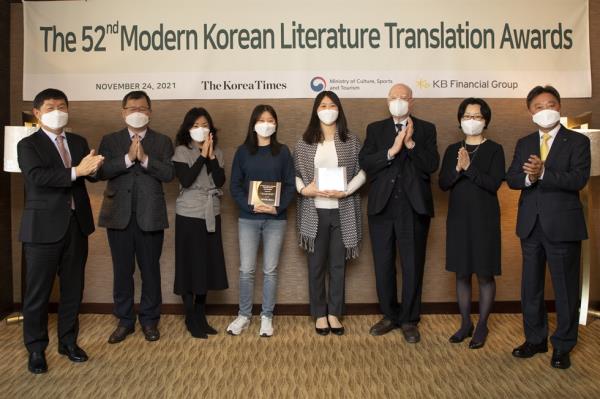 The 52nd Modern Korean Literature Translation Awards
NOVEMBER 24, 2021 The Korea Times Ministry of Culture, Sports and Tourism KB Financial Group